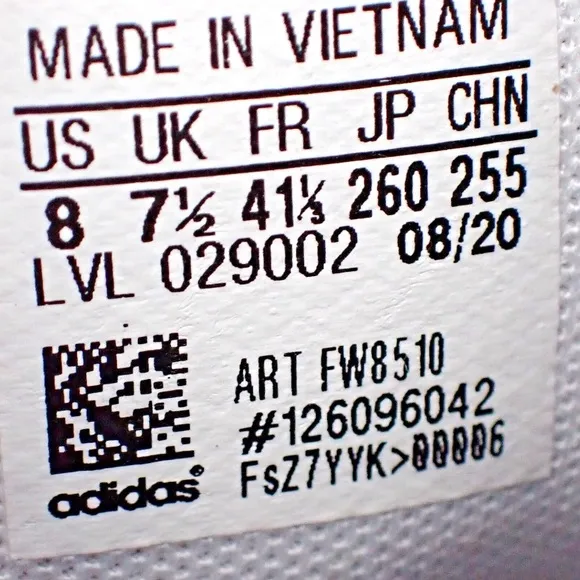 MADE IN VIETNAM
US UK FR JP CHN
8 7½ 41⅓ 260 255
LVL 029002 08/20
ART FW8510
#126096042
FsZ7YYK>00006
adidas®